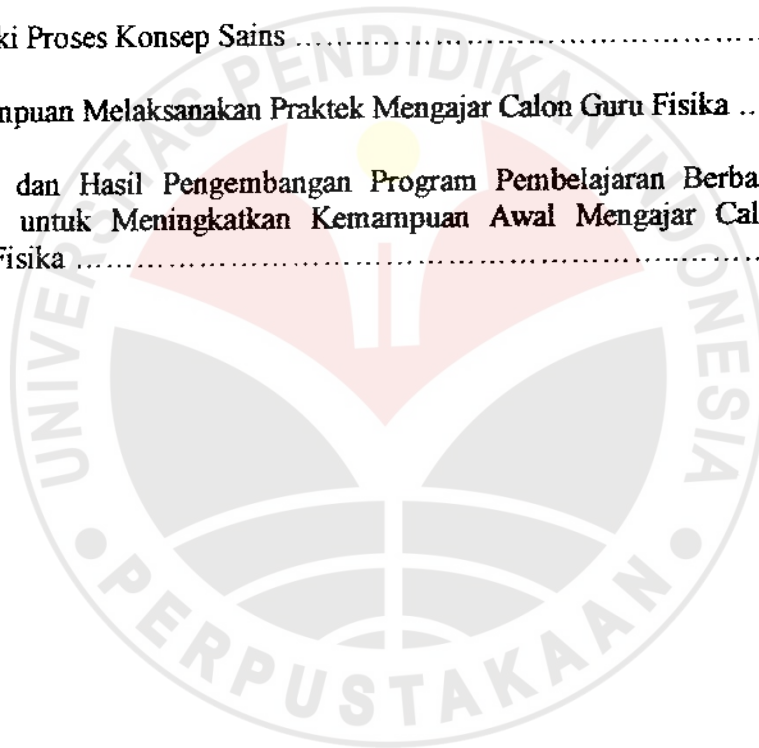 ki Proses Konsep Sains ................................................
npuan Melaksanakan Praktek Mengajar Calon Guru Fisika ..
dan Hasil Pengembangan Program Pembelajaran Berba
untuk Meningkatkan Kemampuan Awal Mengajar Cal
Fisika ................................................................................
UNIVERSITAS PENDIDIKAN INDONESIA
PERPUSTAKAAN